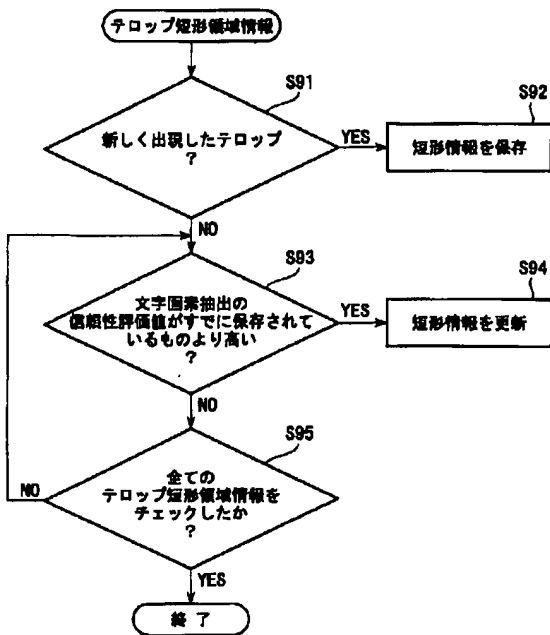 テロップ短形領域情報
S91
新しく出現したテロップ
?
YES
S92
短形情報を保存
NO
S93
文字画素抽出の
信頼性評価値がすでに保存されて
いるものより高い
?
YES
S94
短形情報を更新
NO
S95
全ての
テロップ短形領域情報を
チェックしたか
?
NO
YES
終了